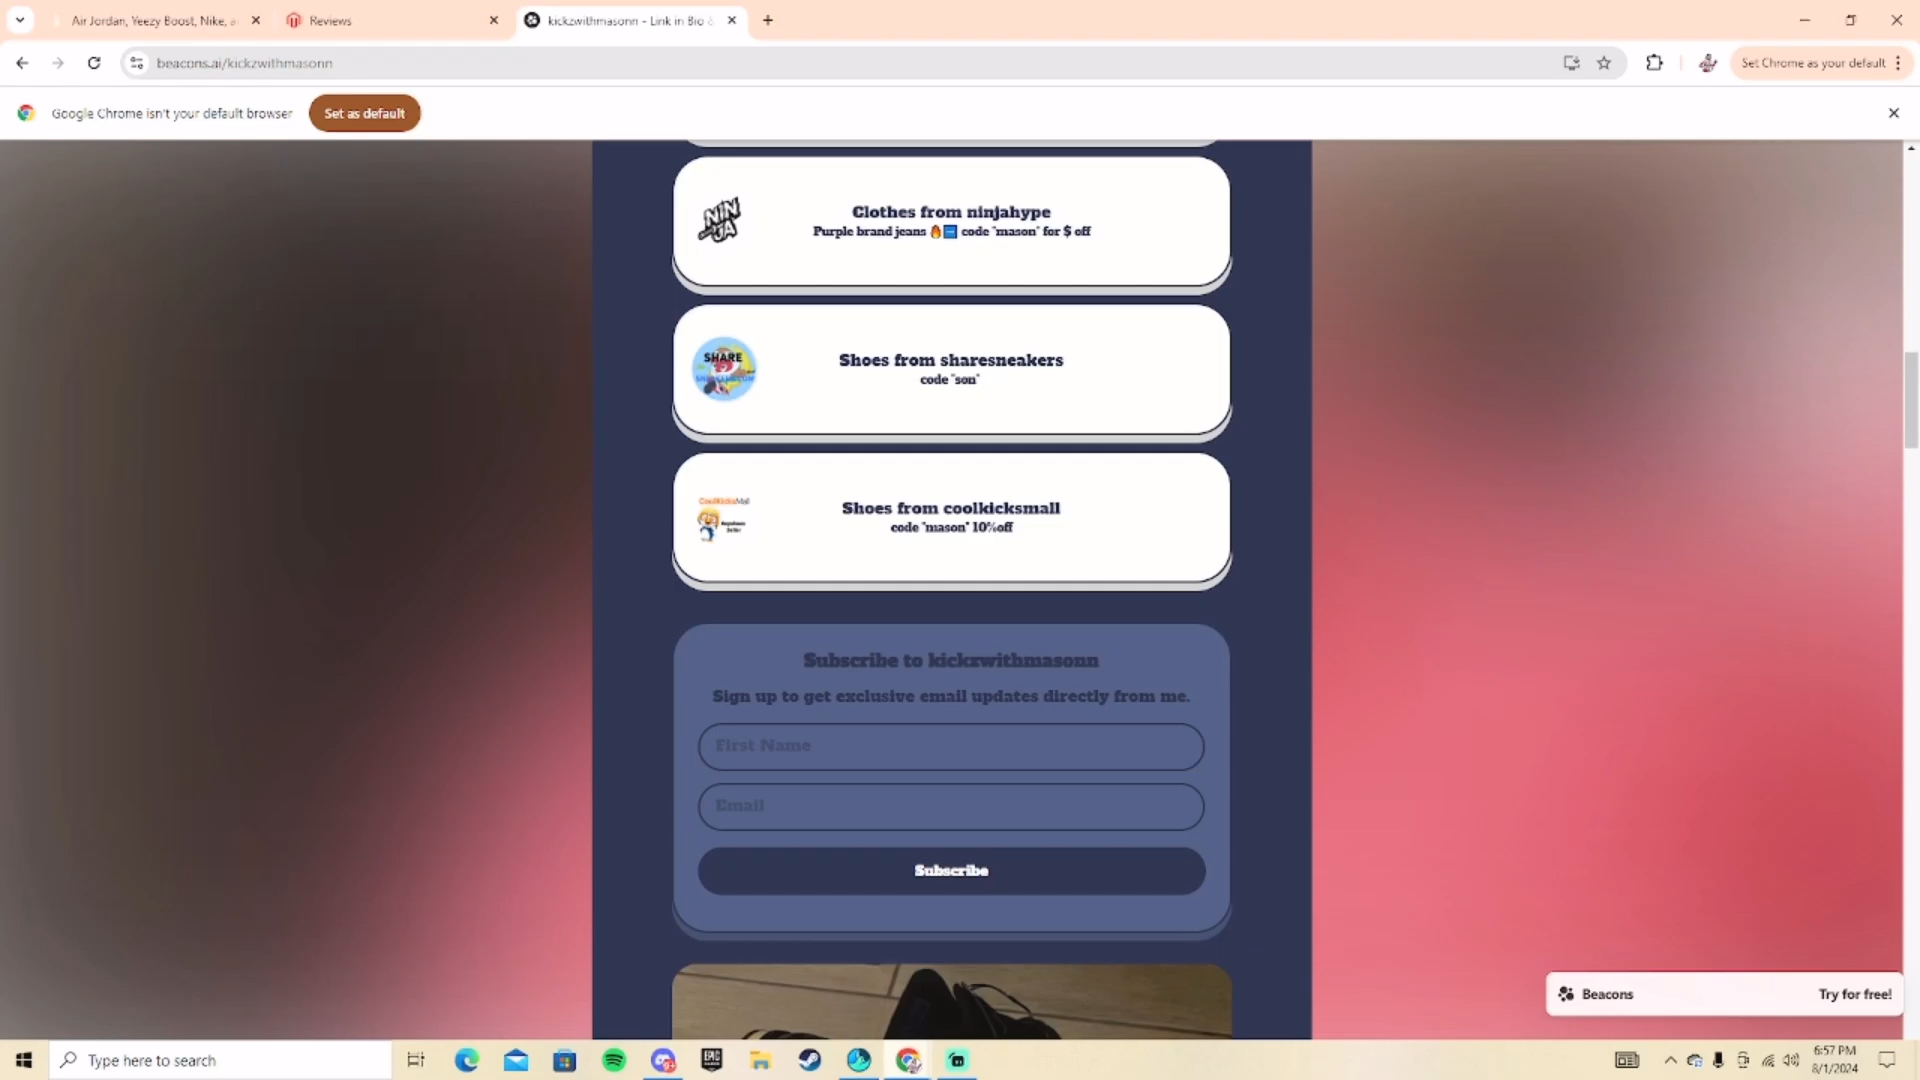 Air Jordan, Yeezy Boost, Nike, a
Reviews
kickzwithmasonn - Link in Bio &
beacons.ai/kickzwithmasonn
Set Chrome as your default
Google Chrome isn't your default browser
Set as default
NINJA
Clothes from ninjahype
Purple brand jeans 🔥➡️ code "mason" for $ off
SHARE
Shoes from sharesneakers
code "son"
CoolKicksMall
Shoes from coolkicksmall
code "mason" 10%off
Subscribe to kickzwithmasonn
Sign up to get exclusive email updates directly from me.
First Name
Email
Subscribe
Beacons
Try for free!
Type here to search
EPIC
6:57 PM
8/1/2024